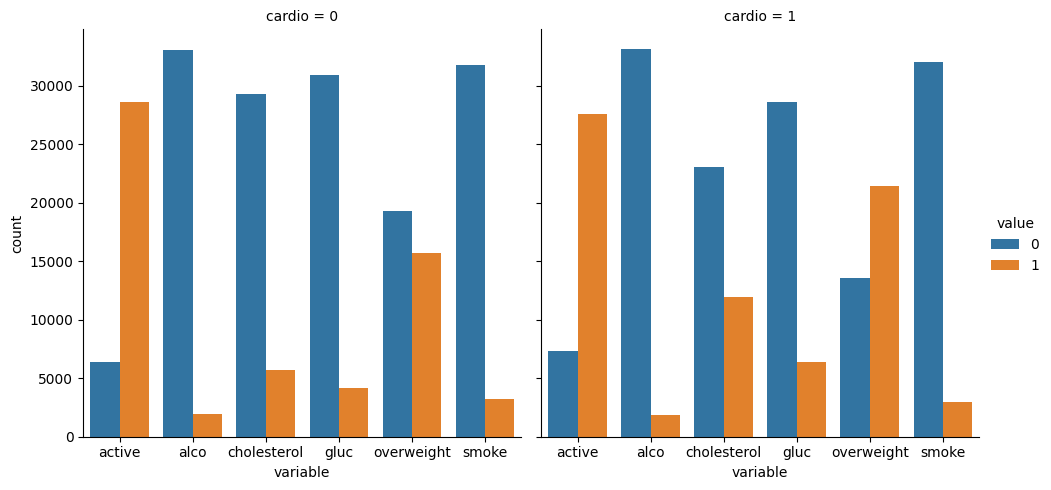 cardio = 0
cardio = 1
count
30000
25000
20000
15000
10000
5000
0
active alco cholesterol gluc overweight smoke
variable
active alco cholesterol gluc overweight smoke
variable
value
0
1